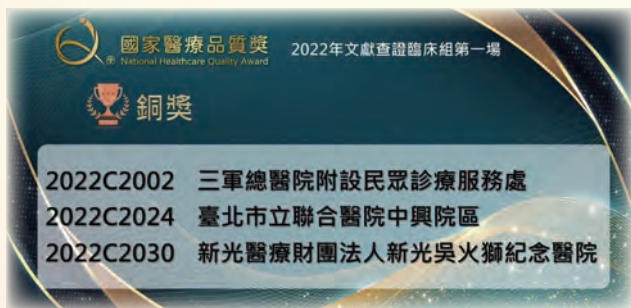 國家醫療品質獎 2022年文獻查證臨床組第一場
National Healthcare Quality Award
銅獎
2022C2002 三軍總醫院附設民眾診療服務處
2022C2024 臺北市立聯合醫院中興院區
2022C2030 新光醫療財團法人新光吳火獅紀念醫院